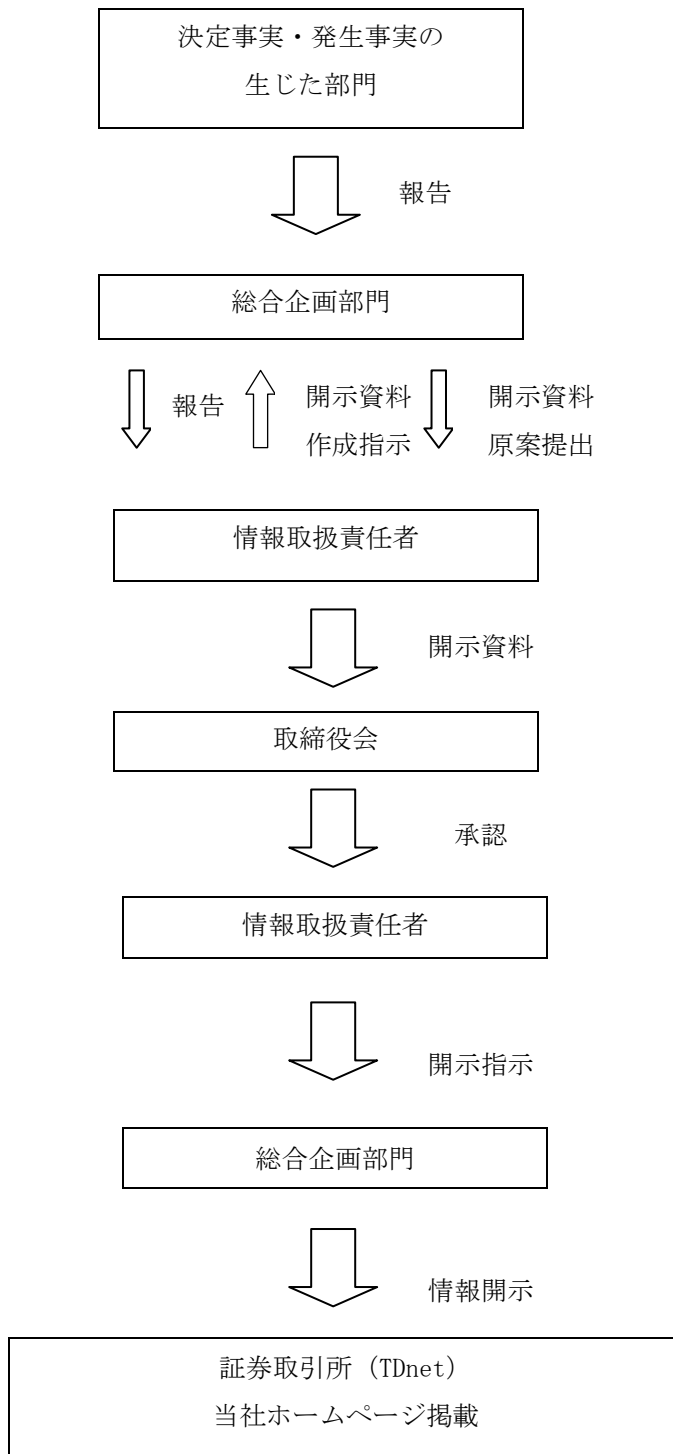 決定事実・発生事実の
生じた部門
報告
総合企画部門
報告
開示資料
作成指示
開示資料
原案提出
情報取扱責任者
開示資料
取締役会
承認
情報取扱責任者
開示指示
総合企画部門
情報開示
証券取引所（TDnet）
当社ホームページ掲載